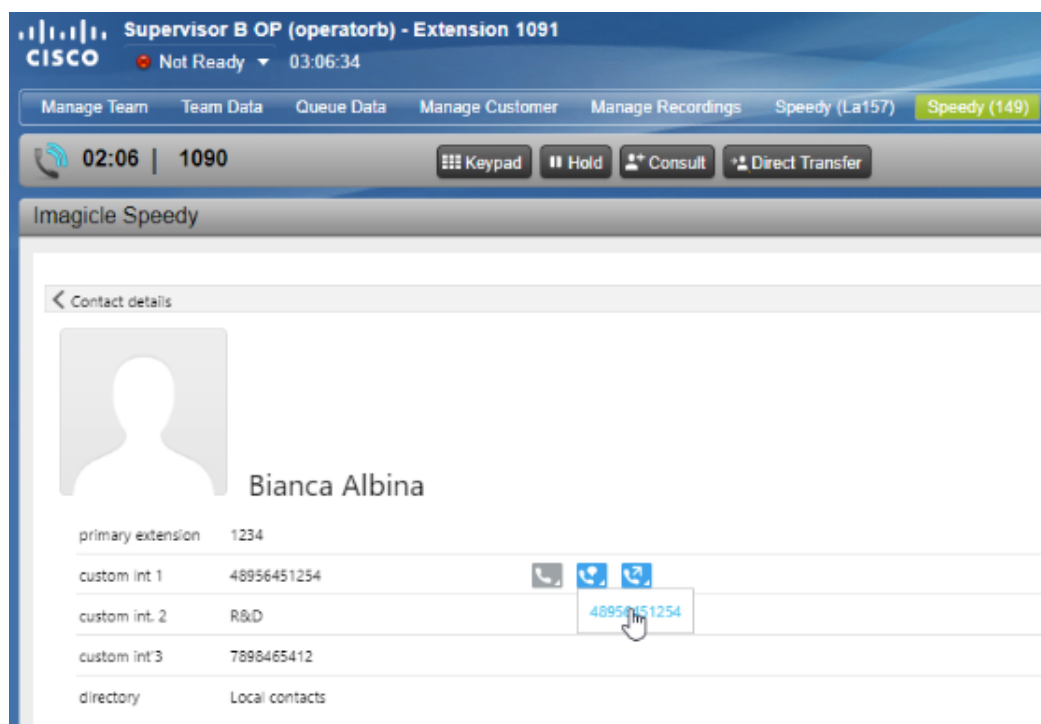 Supervisor B OP (operatorb) - Extension 1091
CISCO Not Ready 03:06:34
Manage Team Team Data Queue Data Manage Customer Manage Recordings Speedy (La157) Speedy (149)
02:06 | 1090 Keypad Hold Consult Direct Transfer
Imagicle Speedy
Contact details
Bianca Albina
primary extension 1234
custom int 1 48956451254
custom int. 2 R&D 48956451254
custom int'3 7898465412
directory Local contacts